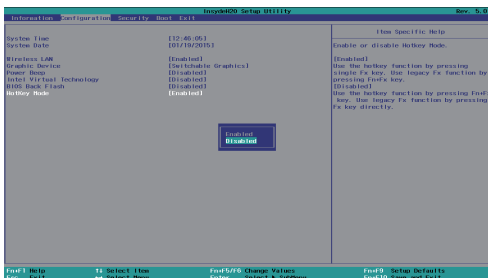 InsydeH2O Setup Utility Rev. 5.0
Information Configuration Security Boot Exit
System Time [12:46:05]
System Date [01/19/2015]
Wireless LAN [Enabled]
Graphic Device [Switchable Graphics]
Power Beep [Disabled]
Intel Virtual Technology [Disabled]
BIOS Back Flash [Disabled]
HotKey Mode [Enabled]
Enabled
Disabled
Item Specific Help
Enable or disable Hotkey Mode.
[Enabled]
Use the hotkey function by pressing
single Fx key. Use legacy Fx function by
pressing Fn+Fx key.
[Disabled]
Use the hotkey function by pressing Fn+F
key. Use legacy Fx function by pressing
Fx key directly.
Fn+F1 Help ↑↓ Select Item Fn+F5/F6 Change Values Fn+F9 Setup Defaults
Esc Exit ↔ Select Menu Enter Select ▶ SubMenu Fn+F10 Save and Exit